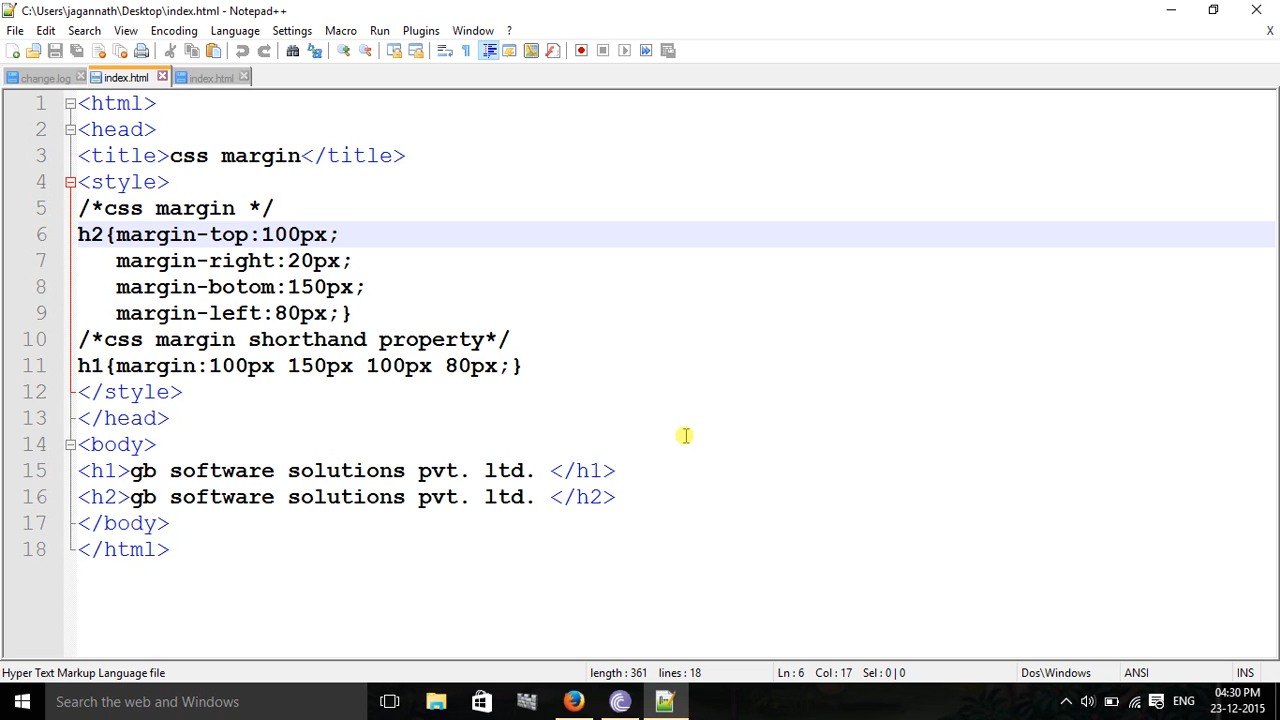 C:\Users\jagannath\Desktop\index.html - Notepad++
File Edit Search View Encoding Language Settings Macro Run Plugins Window ? X
change.log index.html index.html
1 <html>
2 <head>
3 <title>css margin</title>
4 <style>
5 /*css margin */
6 h2{margin-top:100px;
7 margin-right:20px;
8 margin-botom:150px;
9 margin-left:80px;}
10 /*css margin shorthand property*/
11 h1{margin:100px 150px 100px 80px;}
12 </style>
13 </head>
14 <body>
15 <h1>gb software solutions pvt. ltd. </h1>
16 <h2>gb software solutions pvt. ltd. </h2>
17 </body>
18 </html>
Hyper Text Markup Language file length : 361 lines : 18 Ln : 6 Col : 17 Sel : 0 | 0 Dos\Windows ANSI INS
Search the web and Windows ENG 04:30 PM
23-12-2015